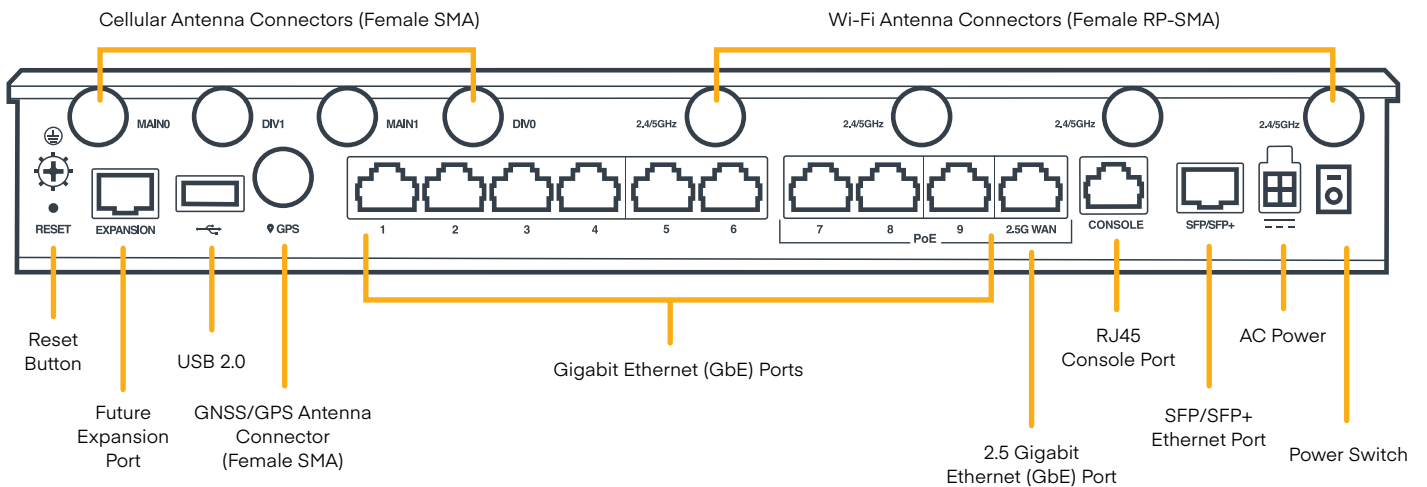 Cellular Antenna Connectors (Female SMA)
Wi-Fi Antenna Connectors (Female RP-SMA)
MAIN0
DIV1
MAIN1
DIV0
2.4/5GHz
2.4/5GHz
2.4/5GHz
2.4/5GHz
RESET
EXPANSION
GPS
1
2
3
4
5
6
7
8
9
2.5G WAN
PoE
CONSOLE
SFP/SFP+
Reset
Button
Future
Expansion
Port
USB 2.0
GNSS/GPS Antenna
Connector
(Female SMA)
Gigabit Ethernet (GbE) Ports
2.5 Gigabit
Ethernet (GbE) Port
RJ45
Console Port
SFP/SFP+
Ethernet Port
AC Power
Power Switch